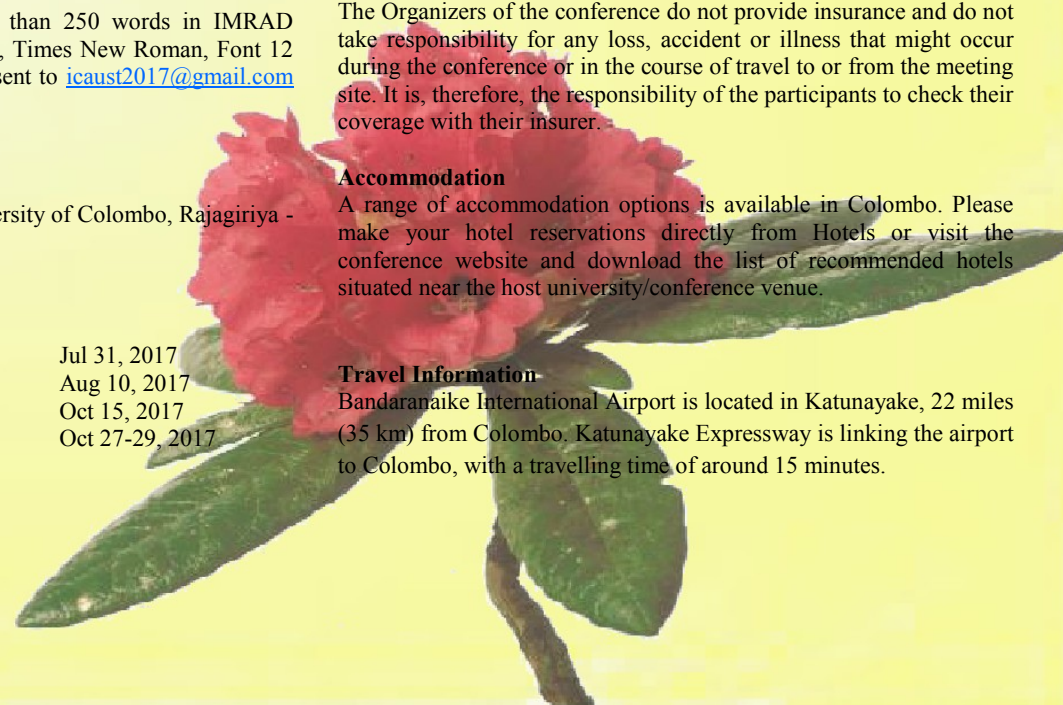 than 250 words in IMRAD
, Times New Roman, Font 12
sent to icaust2017@gmail.com
ersity of Colombo, Rajagiriya -
Jul 31, 2017
Aug 10, 2017
Oct 15, 2017
Oct 27-29, 2017
The Organizers of the conference do not provide insurance and do not
take responsibility for any loss, accident or illness that might occur
during the conference or in the course of travel to or from the meeting
site. It is, therefore, the responsibility of the participants to check their
coverage with their insurer.
Accommodation
A range of accommodation options is available in Colombo. Please
make your hotel reservations directly from Hotels or visit the
conference website and download the list of recommended hotels
situated near the host university/conference venue.
Travel Information
Bandaranaike International Airport is located in Katunayake, 22 miles
(35 km) from Colombo. Katunayake Expressway is linking the airport
to Colombo, with a travelling time of around 15 minutes.